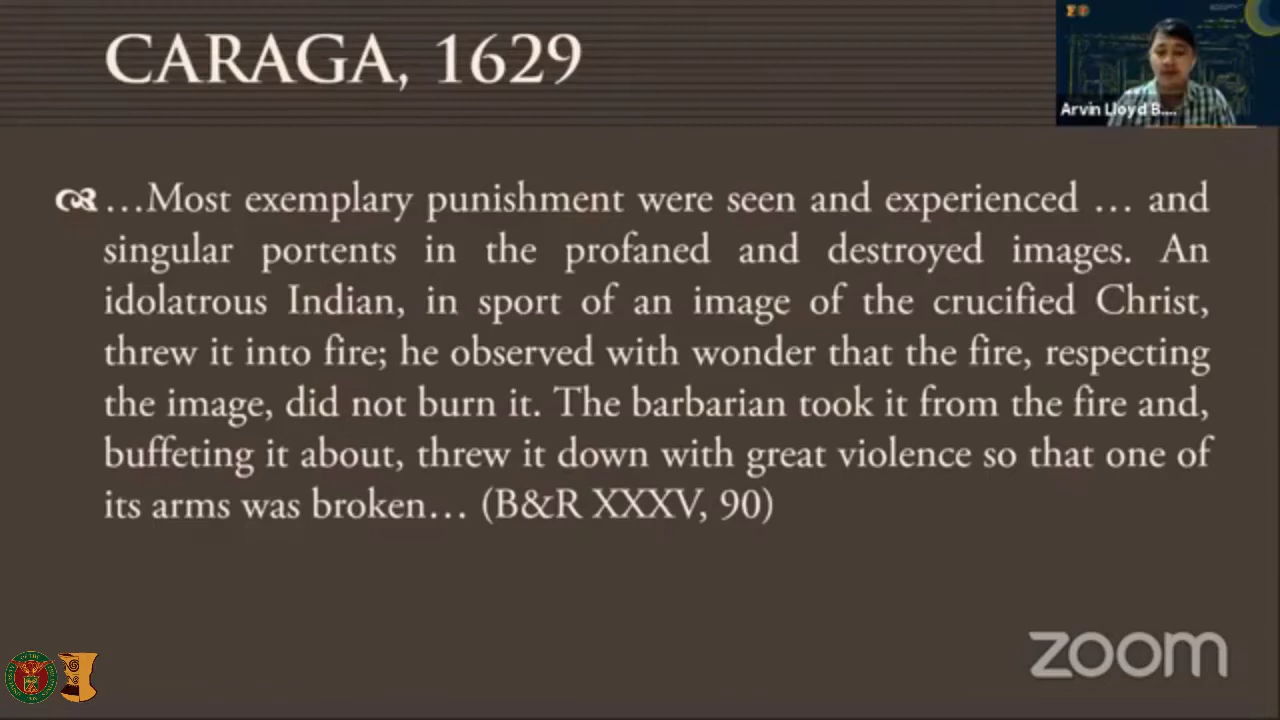 CARAGA, 1629
Arvin Lloyd B....
…Most exemplary punishment were seen and experienced … and
singular portents in the profaned and destroyed images. An
idolatrous Indian, in sport of an image of the crucified Christ,
threw it into fire; he observed with wonder that the fire, respecting
the image, did not burn it. The barbarian took it from the fire and,
buffeting it about, threw it down with great violence so that one of
its arms was broken… (B&R XXXV, 90)
zoom